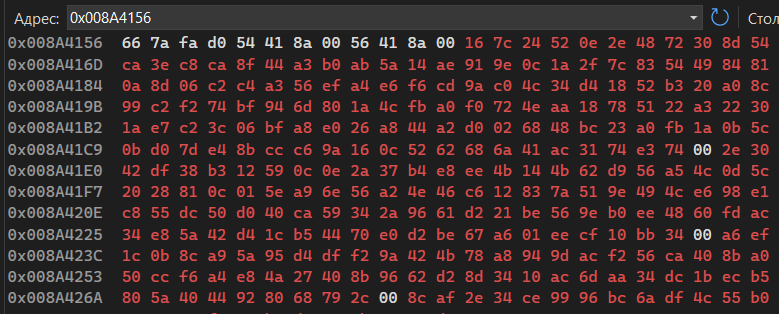 Адрес: 0x008A4156 Стол
0x008A4156 66 7a fa d0 54 41 8a 00 56 41 8a 00 16 7c 24 52 0e 2e 48 72 30 8d 54
0x008A416D ca 3e c8 ca 8f 44 a3 b0 ab 5a 14 ae 91 9e 0c 1a 2f 7c 83 54 49 84 81
0x008A4184 0a 8d 06 c2 c4 a3 56 ef a4 e6 f6 cd 9a c0 4c 34 d4 18 52 b3 20 a0 8c
0x008A419B 99 c2 f2 74 bf 94 6d 80 1a 4c fb a0 f0 72 4e aa 18 78 51 22 a3 22 30
0x008A41B2 1a e7 c2 3c 06 bf a8 e0 26 a8 44 a2 d0 02 68 48 bc 23 a0 fb 1a 0b 5c
0x008A41C9 0b d0 7d e4 8b cc c6 9a 16 0c 52 62 68 6a 41 ac 31 74 e3 74 00 2e 30
0x008A41E0 42 df 38 b3 12 59 0c 0e 2a 37 b4 e8 ee 4b 14 4b 62 d9 56 a5 4c 0d 5c
0x008A41F7 20 28 81 0c 01 5e a9 6e 56 a2 4e 46 c6 12 83 7a 51 9e 49 4c e6 98 e1
0x008A420E c8 55 dc 50 d0 40 ca 59 34 2a 96 61 d2 21 be 56 9e b0 ee 48 60 fd ac
0x008A4225 34 e8 5a 42 d4 1c b5 44 70 e0 d2 be 67 a6 01 ee cf 10 bb 34 00 a6 ef
0x008A423C 1c 0b 8c a9 5a 95 d4 df f2 9a 42 4b 78 a8 94 9d ac f2 56 ca 40 8b a0
0x008A4253 50 cc f6 a4 e8 4a 27 40 8b 96 62 d2 8d 34 10 ac 6d aa 34 dc 1b ec b5
0x008A426A 80 5a 40 44 92 80 68 79 2c 00 8c af 2e 34 ce 99 96 bc 6a df 4c 55 b0